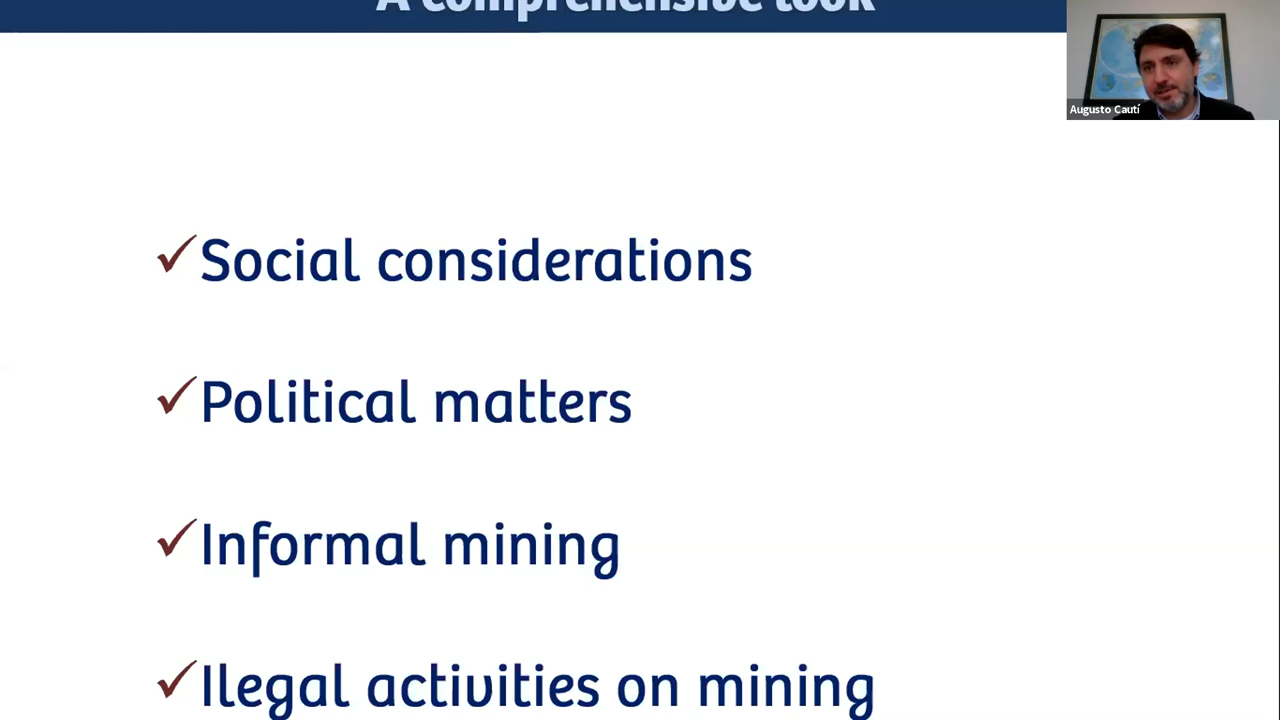 A comprehensive look
Augusto Cautí
Social considerations
Political matters
Informal mining
Ilegal activities on mining